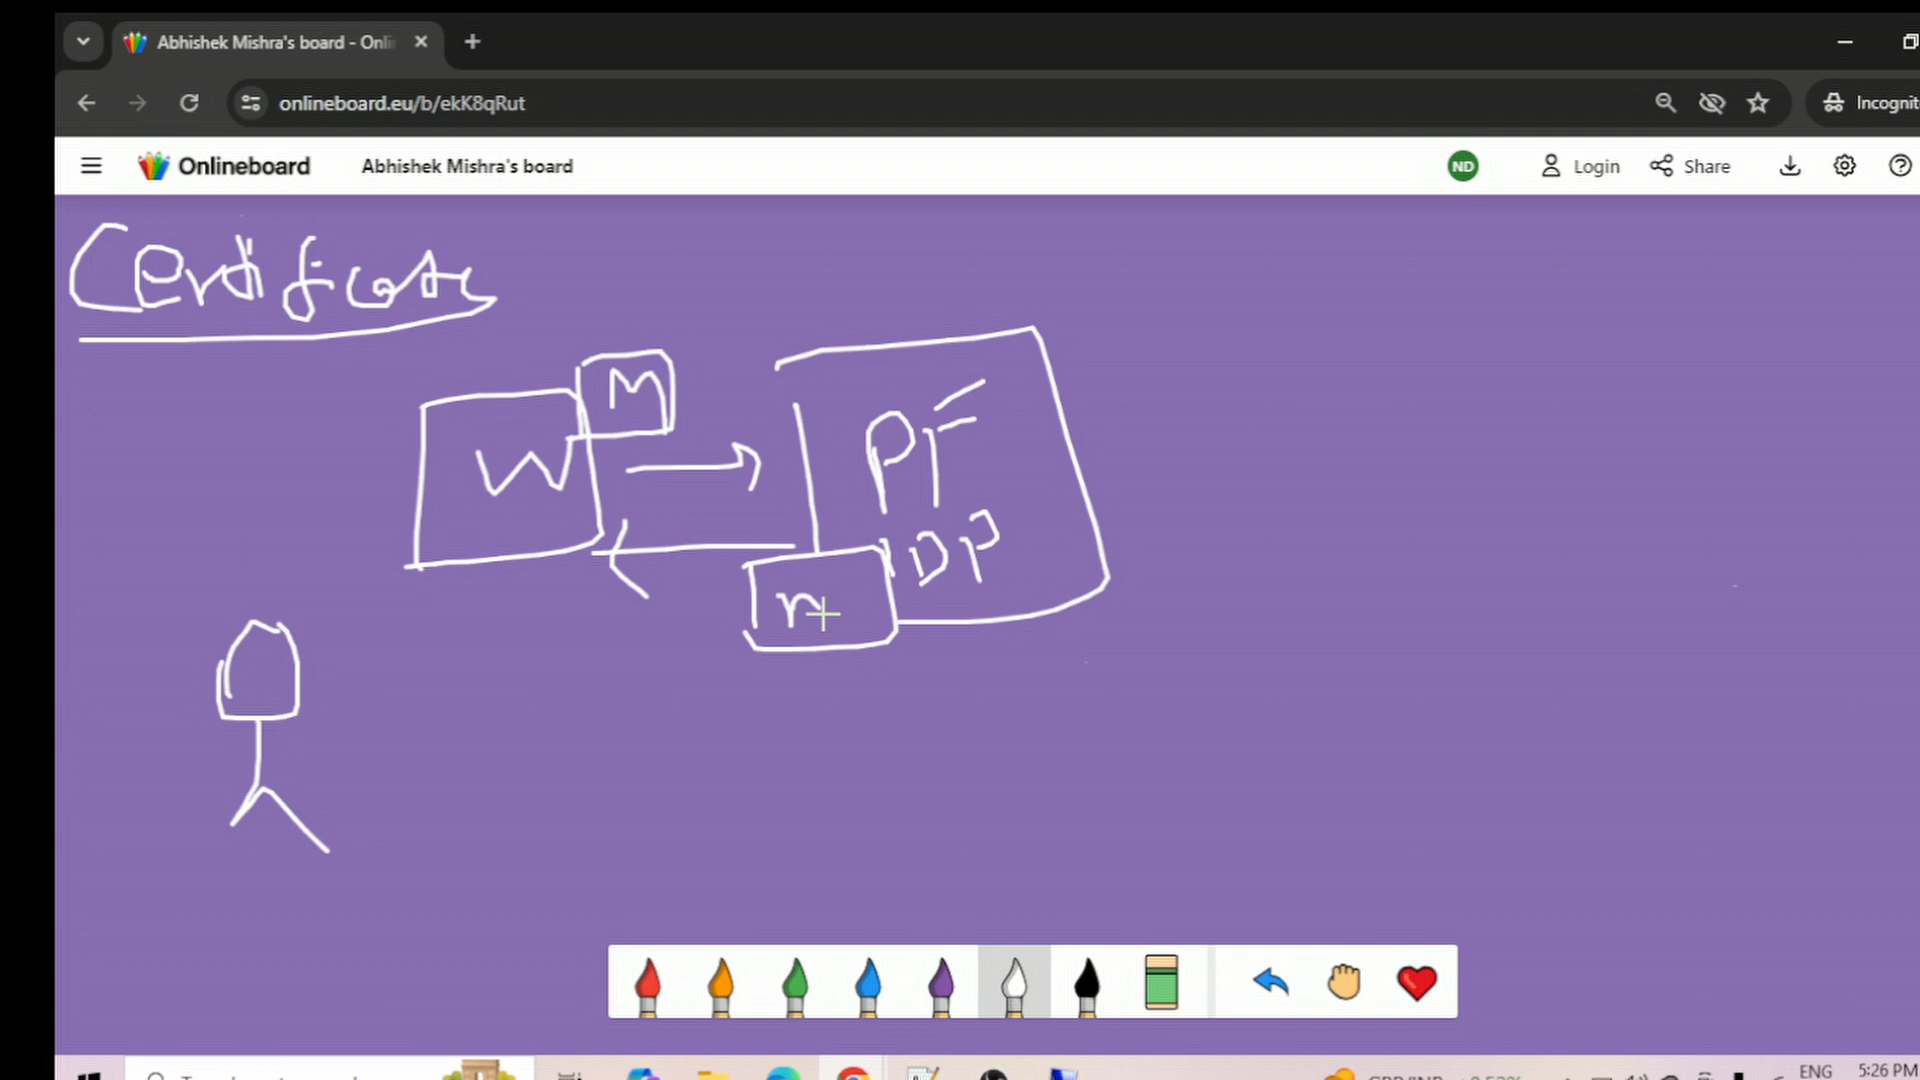 Abhishek Mishra's board - Onli
onlineboard.eu/b/ekK8qRut
Incognit
Onlineboard
Abhishek Mishra's board
ND
Login
Share
Certificate
M
W
PF
IDP
r
ENG
5:26 PM